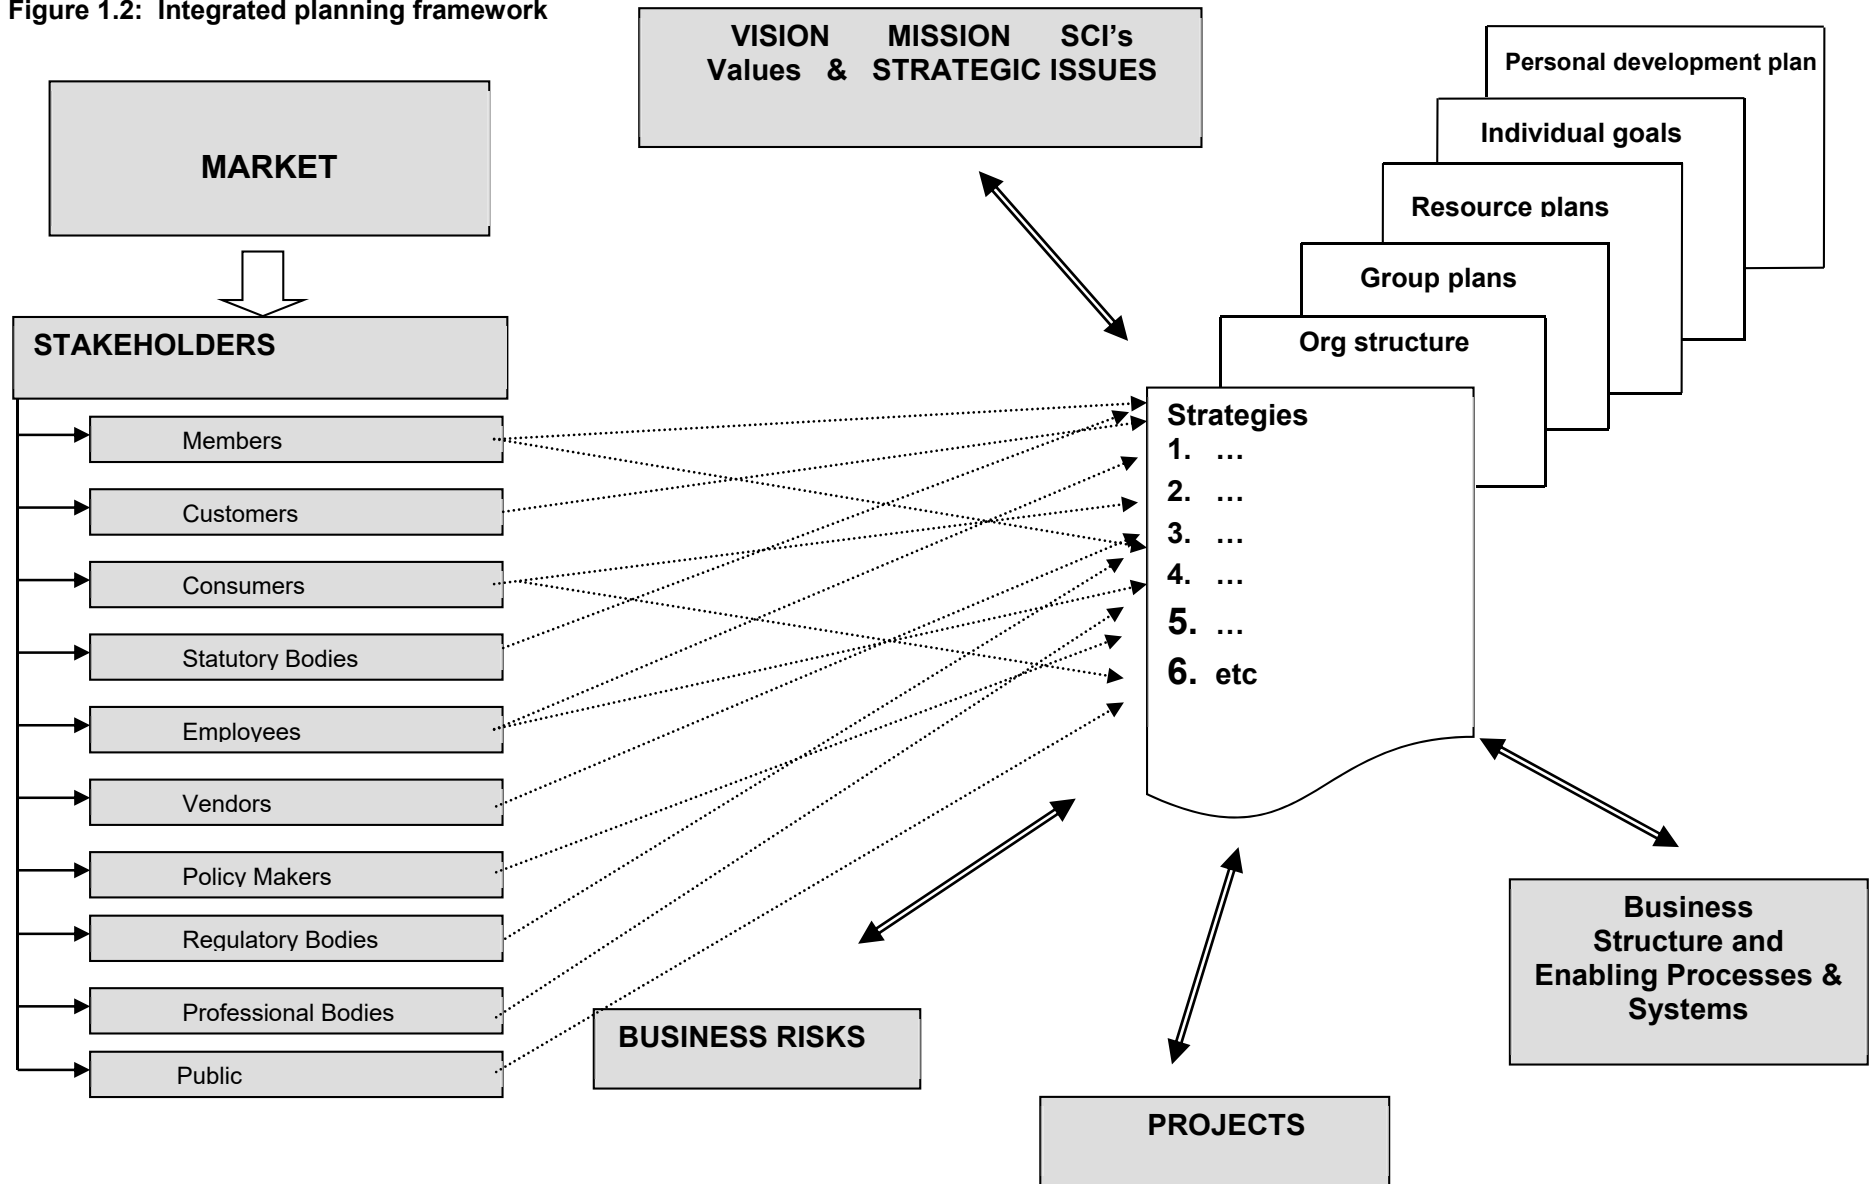 Figure 1.2: Integrated planning framework
VISION MISSION SCI's
Values & STRATEGIC ISSUES
MARKET
STAKEHOLDERS
Members
Customers
Consumers
Statutory Bodies
Employees
Vendors
Policy Makers
Regulatory Bodies
Professional Bodies
Public
Personal development plan
Individual goals
Resource plans
Group plans
Org structure
Strategies
1. …
2. …
3. …
4. …
5. …
6. etc
BUSINESS RISKS
PROJECTS
Business
Structure and
Enabling Processes &
Systems